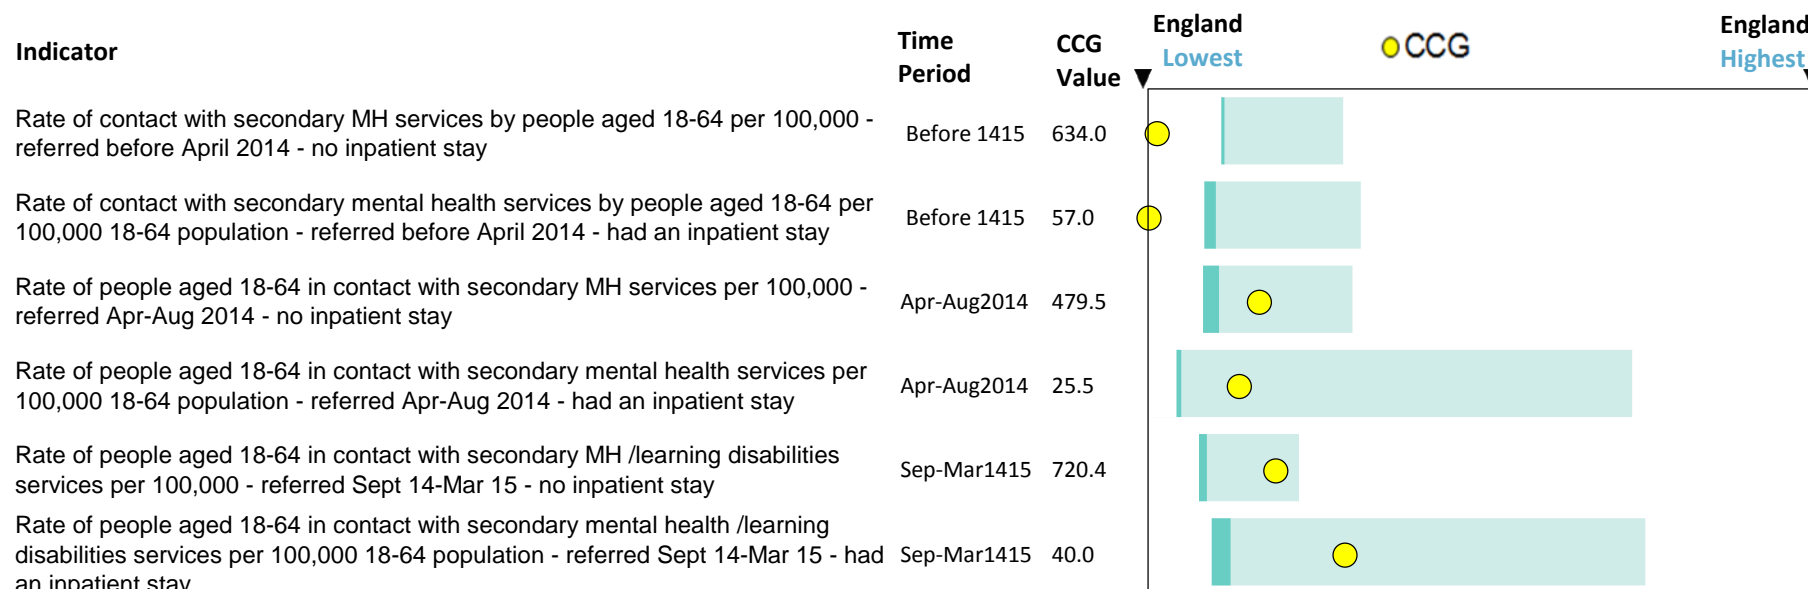 Indicator
Time Period
CCG Value
England Lowest
CCG
England Highest
Rate of contact with secondary MH services by people aged 18-64 per 100,000 -
referred before April 2014 - no inpatient stay
Before 1415
634.0
Rate of contact with secondary mental health services by people aged 18-64 per
100,000 18-64 population - referred before April 2014 - had an inpatient stay
Before 1415
57.0
Rate of people aged 18-64 in contact with secondary MH services per 100,000 -
referred Apr-Aug 2014 - no inpatient stay
Apr-Aug2014
479.5
Rate of people aged 18-64 in contact with secondary mental health services per
100,000 18-64 population - referred Apr-Aug 2014 - had an inpatient stay
Apr-Aug2014
25.5
Rate of people aged 18-64 in contact with secondary MH /learning disabilities
services per 100,000 - referred Sept 14-Mar 15 - no inpatient stay
Sep-Mar1415
720.4
Rate of people aged 18-64 in contact with secondary mental health /learning
disabilities services per 100,000 18-64 population - referred Sept 14-Mar 15 - had
an inpatient stay
Sep-Mar1415
40.0